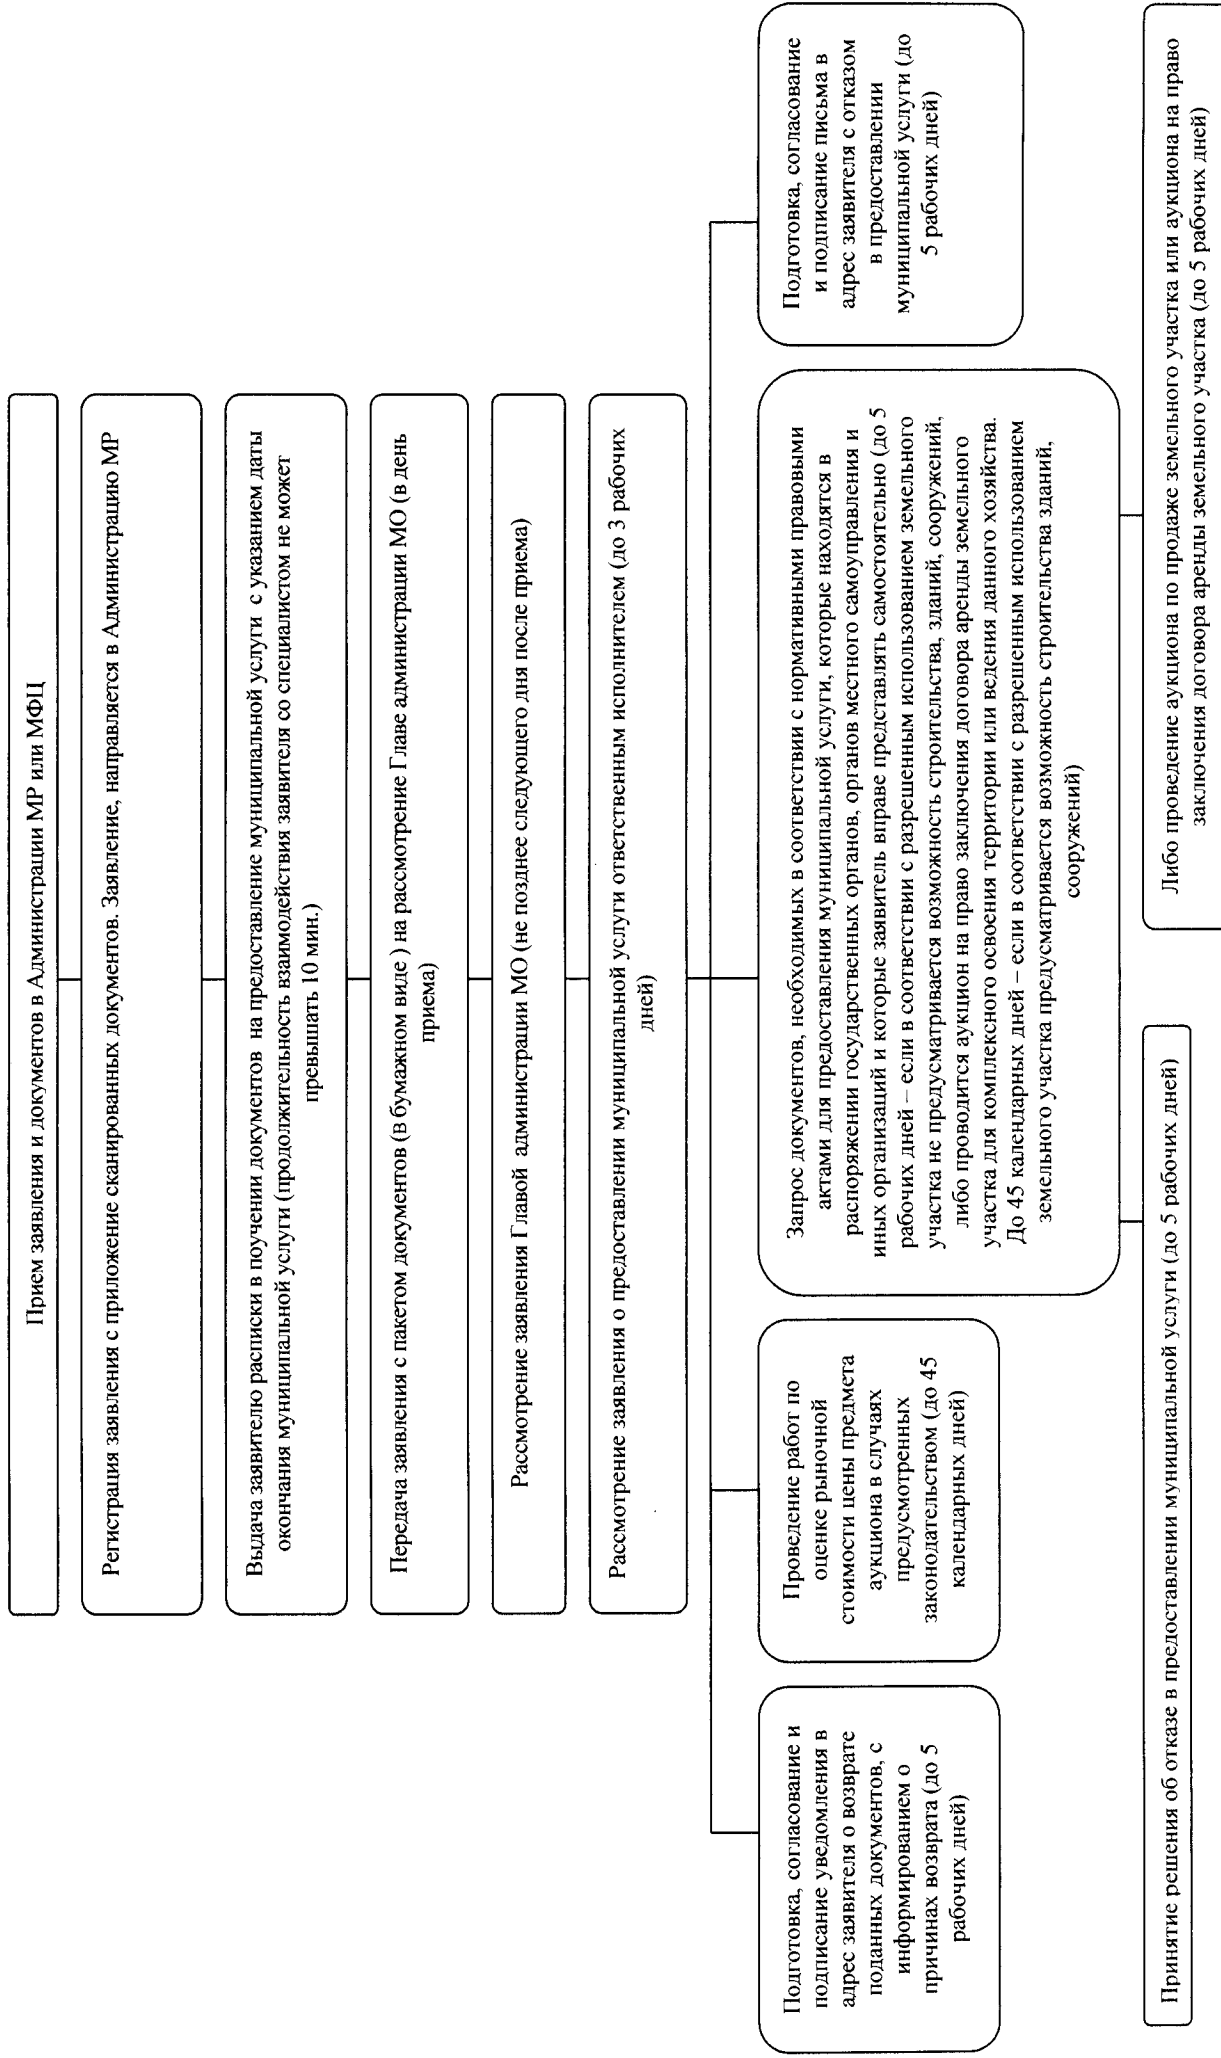 Прием заявления и документов в Администрации МР или МФЦ
Регистрация заявления с приложение сканированных документов. Заявление, направляется в Администрацию МР
Выдача заявителю расписки в поучении документов на предоставление муниципальной услуги с указанием даты
окончания муниципальной услуги (продолжительность взаимодействия заявителя со специалистом не может
превышать 10 мин.)
Передача заявления с пакетом документов (в бумажном виде ) на рассмотрение Главе администрации МО (в день
приема)
Рассмотрение заявления Главой администрации МО (не позднее следующего дня после приема)
Рассмотрение заявления о предоставлении муниципальной услуги ответственным исполнителем (до 3 рабочих
дней)
Подготовка, согласование и
подписание уведомления в
адрес заявителя о возврате
поданных документов, с
информированием о
причинах возврата (до 5
рабочих дней)
Проведение работ по
оценке рыночной
стоимости цены предмета
аукциона в случаях
предусмотренных
законодательством (до 45
календарных дней)
Запрос документов, необходимых в соответствии с нормативными правовыми
актами для предоставления муниципальной услуги, которые находятся в
распоряжении государственных органов, органов местного самоуправления и
иных организаций и которые заявитель вправе представлять самостоятельно (до 5
рабочих дней – если в соответствии с разрешенным использованием земельного
участка не предусматривается возможность строительства, зданий, сооружений,
либо проводится аукцион на право заключения договора аренды земельного
участка для комплексного освоения территории или ведения данного хозяйства.
До 45 календарных дней – если в соответствии с разрешенным использованием
земельного участка предусматривается возможность строительства зданий,
сооружений)
Подготовка, согласование
и подписание письма в
адрес заявителя с отказом
в предоставлении
муниципальной услуги (до
5 рабочих дней)
Принятие решения об отказе в предоставлении муниципальной услуги (до 5 рабочих дней)
Либо проведение аукциона по продаже земельного участка или аукциона на право
заключения договора аренды земельного участка (до 5 рабочих дней)